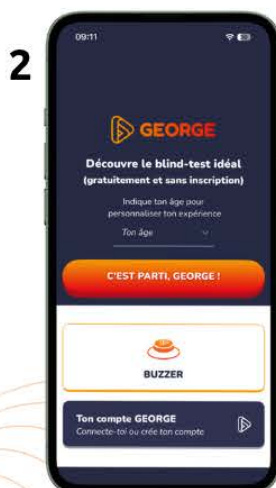 2
09:11
GEORGE
Découvre le blind-test idéal
(gratuitement et sans inscription)
Indique ton âge pour
personnaliser ton expérience
Ton âge
C'EST PARTI, GEORGE !
BUZZER
Ton compte GEORGE
Connecte-toi ou crée ton compte